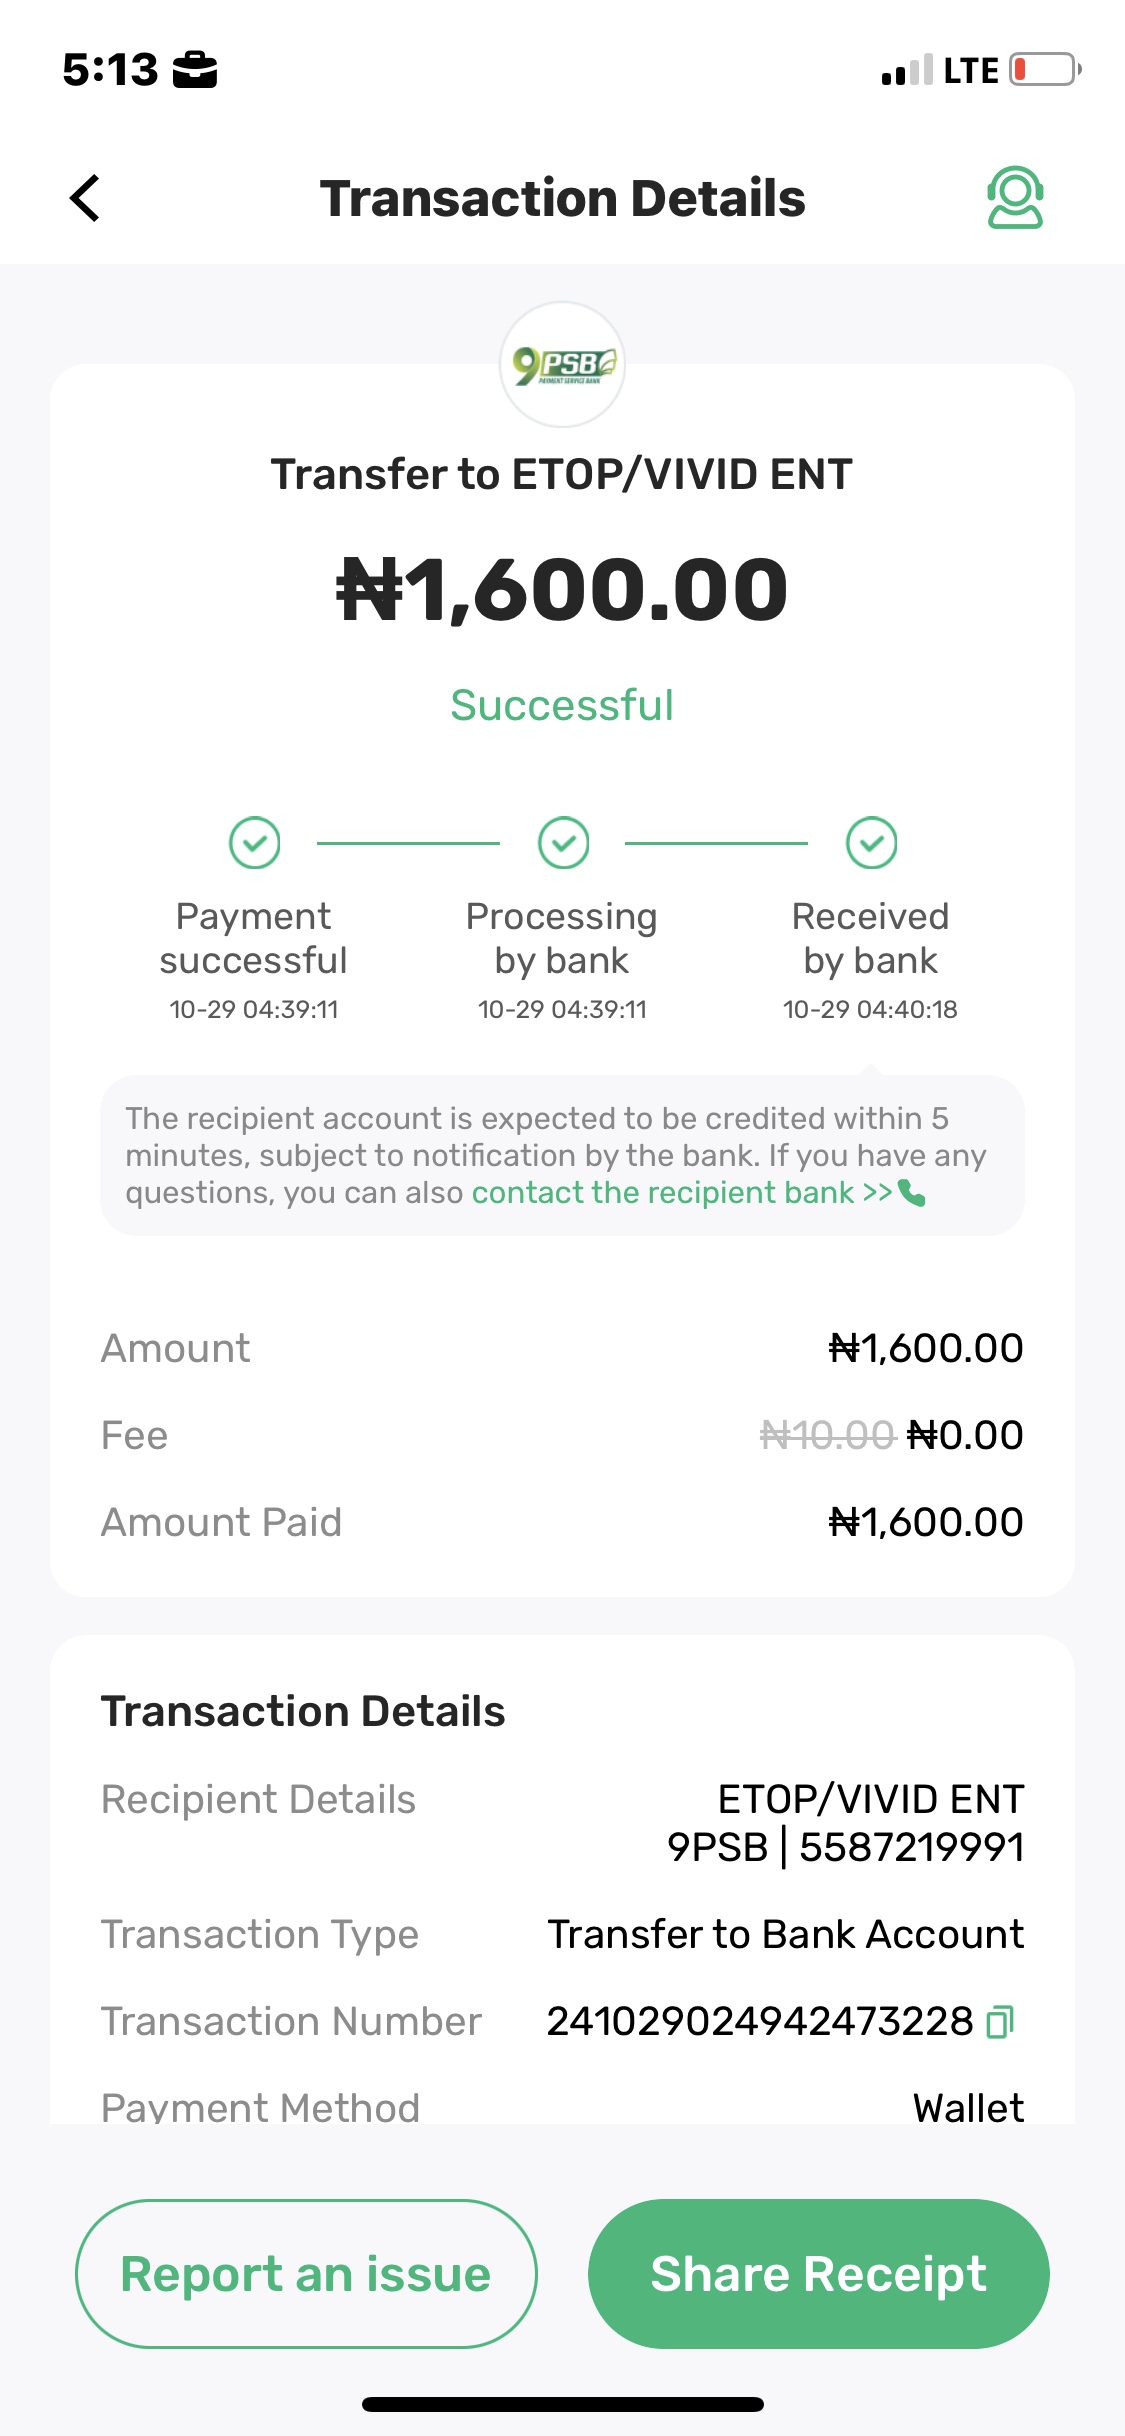 5:13
LTE
Transaction Details
9PSB
PAYMENT SERVICE BANK
Transfer to ETOP/VIVID ENT
₦1,600.00
Successful
Payment successful
10-29 04:39:11
Processing by bank
10-29 04:39:11
Received by bank
10-29 04:40:18
The recipient account is expected to be credited within 5
minutes, subject to notification by the bank. If you have any
questions, you can also contact the recipient bank >>
Amount ₦1,600.00
Fee ₦10.00 ₦0.00
Amount Paid ₦1,600.00
Transaction Details
Recipient Details ETOP/VIVID ENT
9PSB | 5587219991
Transaction Type Transfer to Bank Account
Transaction Number 241029024942473228
Payment Method Wallet
Report an issue
Share Receipt